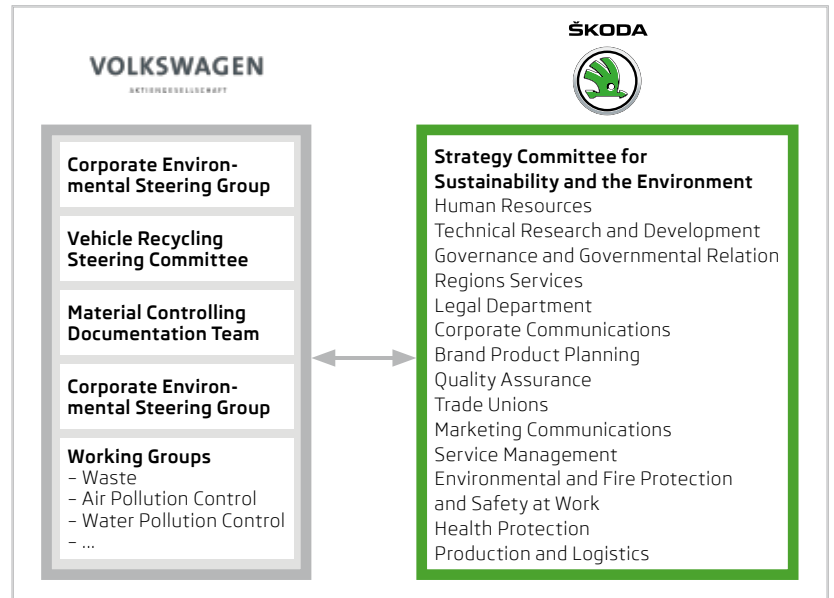 VOLKSWAGEN
AKTIENGESELLSCHAFT
Corporate Environ-
mental Steering Group
Vehicle Recycling
Steering Committee
Material Controlling
Documentation Team
Corporate Environ-
mental Steering Group
Working Groups
– Waste
– Air Pollution Control
– Water Pollution Control
– ...
ŠKODA
Strategy Committee for
Sustainability and the Environment
Human Resources
Technical Research and Development
Governance and Governmental Relation
Regions Services
Legal Department
Corporate Communications
Brand Product Planning
Quality Assurance
Trade Unions
Marketing Communications
Service Management
Environmental and Fire Protection
and Safety at Work
Health Protection
Production and Logistics